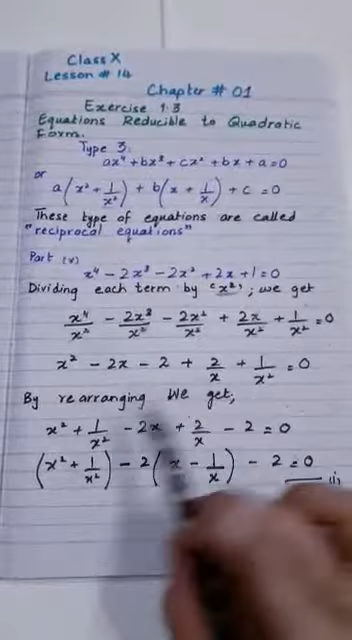 Class X
Lesson # 14
Chapter # 01
Exercise 1.3
Equations Reducible to Quadratic
Form.
Type 3:
ax⁴+bx³+cx²+bx+a=0
or
a(x²+1/x²)+b(x+1/x)+c=0
These type of equations are called
"reciprocal equations"
Part (v)
x⁴-2x³-2x²+2x+1=0
Dividing each term by "x²", we get
x⁴/x² - 2x³/x² - 2x²/x² + 2x/x² + 1/x² = 0
x² - 2x - 2 + 2/x + 1/x² = 0
By rearranging We get;
x² + 1/x² - 2x + 2/x - 2 = 0
(x² + 1/x²) - 2(x - 1/x) - 2 = 0